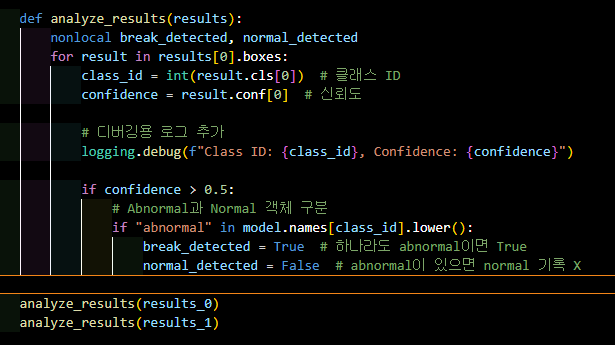 def analyze_results(results):
    nonlocal break_detected, normal_detected
    for result in results[0].boxes:
        class_id = int(result.cls[0])  # 클래스 ID
        confidence = result.conf[0]  # 신뢰도

        # 디버깅용 로그 추가
        logging.debug(f"Class ID: {class_id}, Confidence: {confidence}")

        if confidence > 0.5:
            # Abnormal과 Normal 객체 구분
            if "abnormal" in model.names[class_id].lower():
                break_detected = True  # 하나라도 abnormal이면 True
                normal_detected = False  # abnormal이 있으면 normal 기록 X

analyze_results(results_0)
analyze_results(results_1)